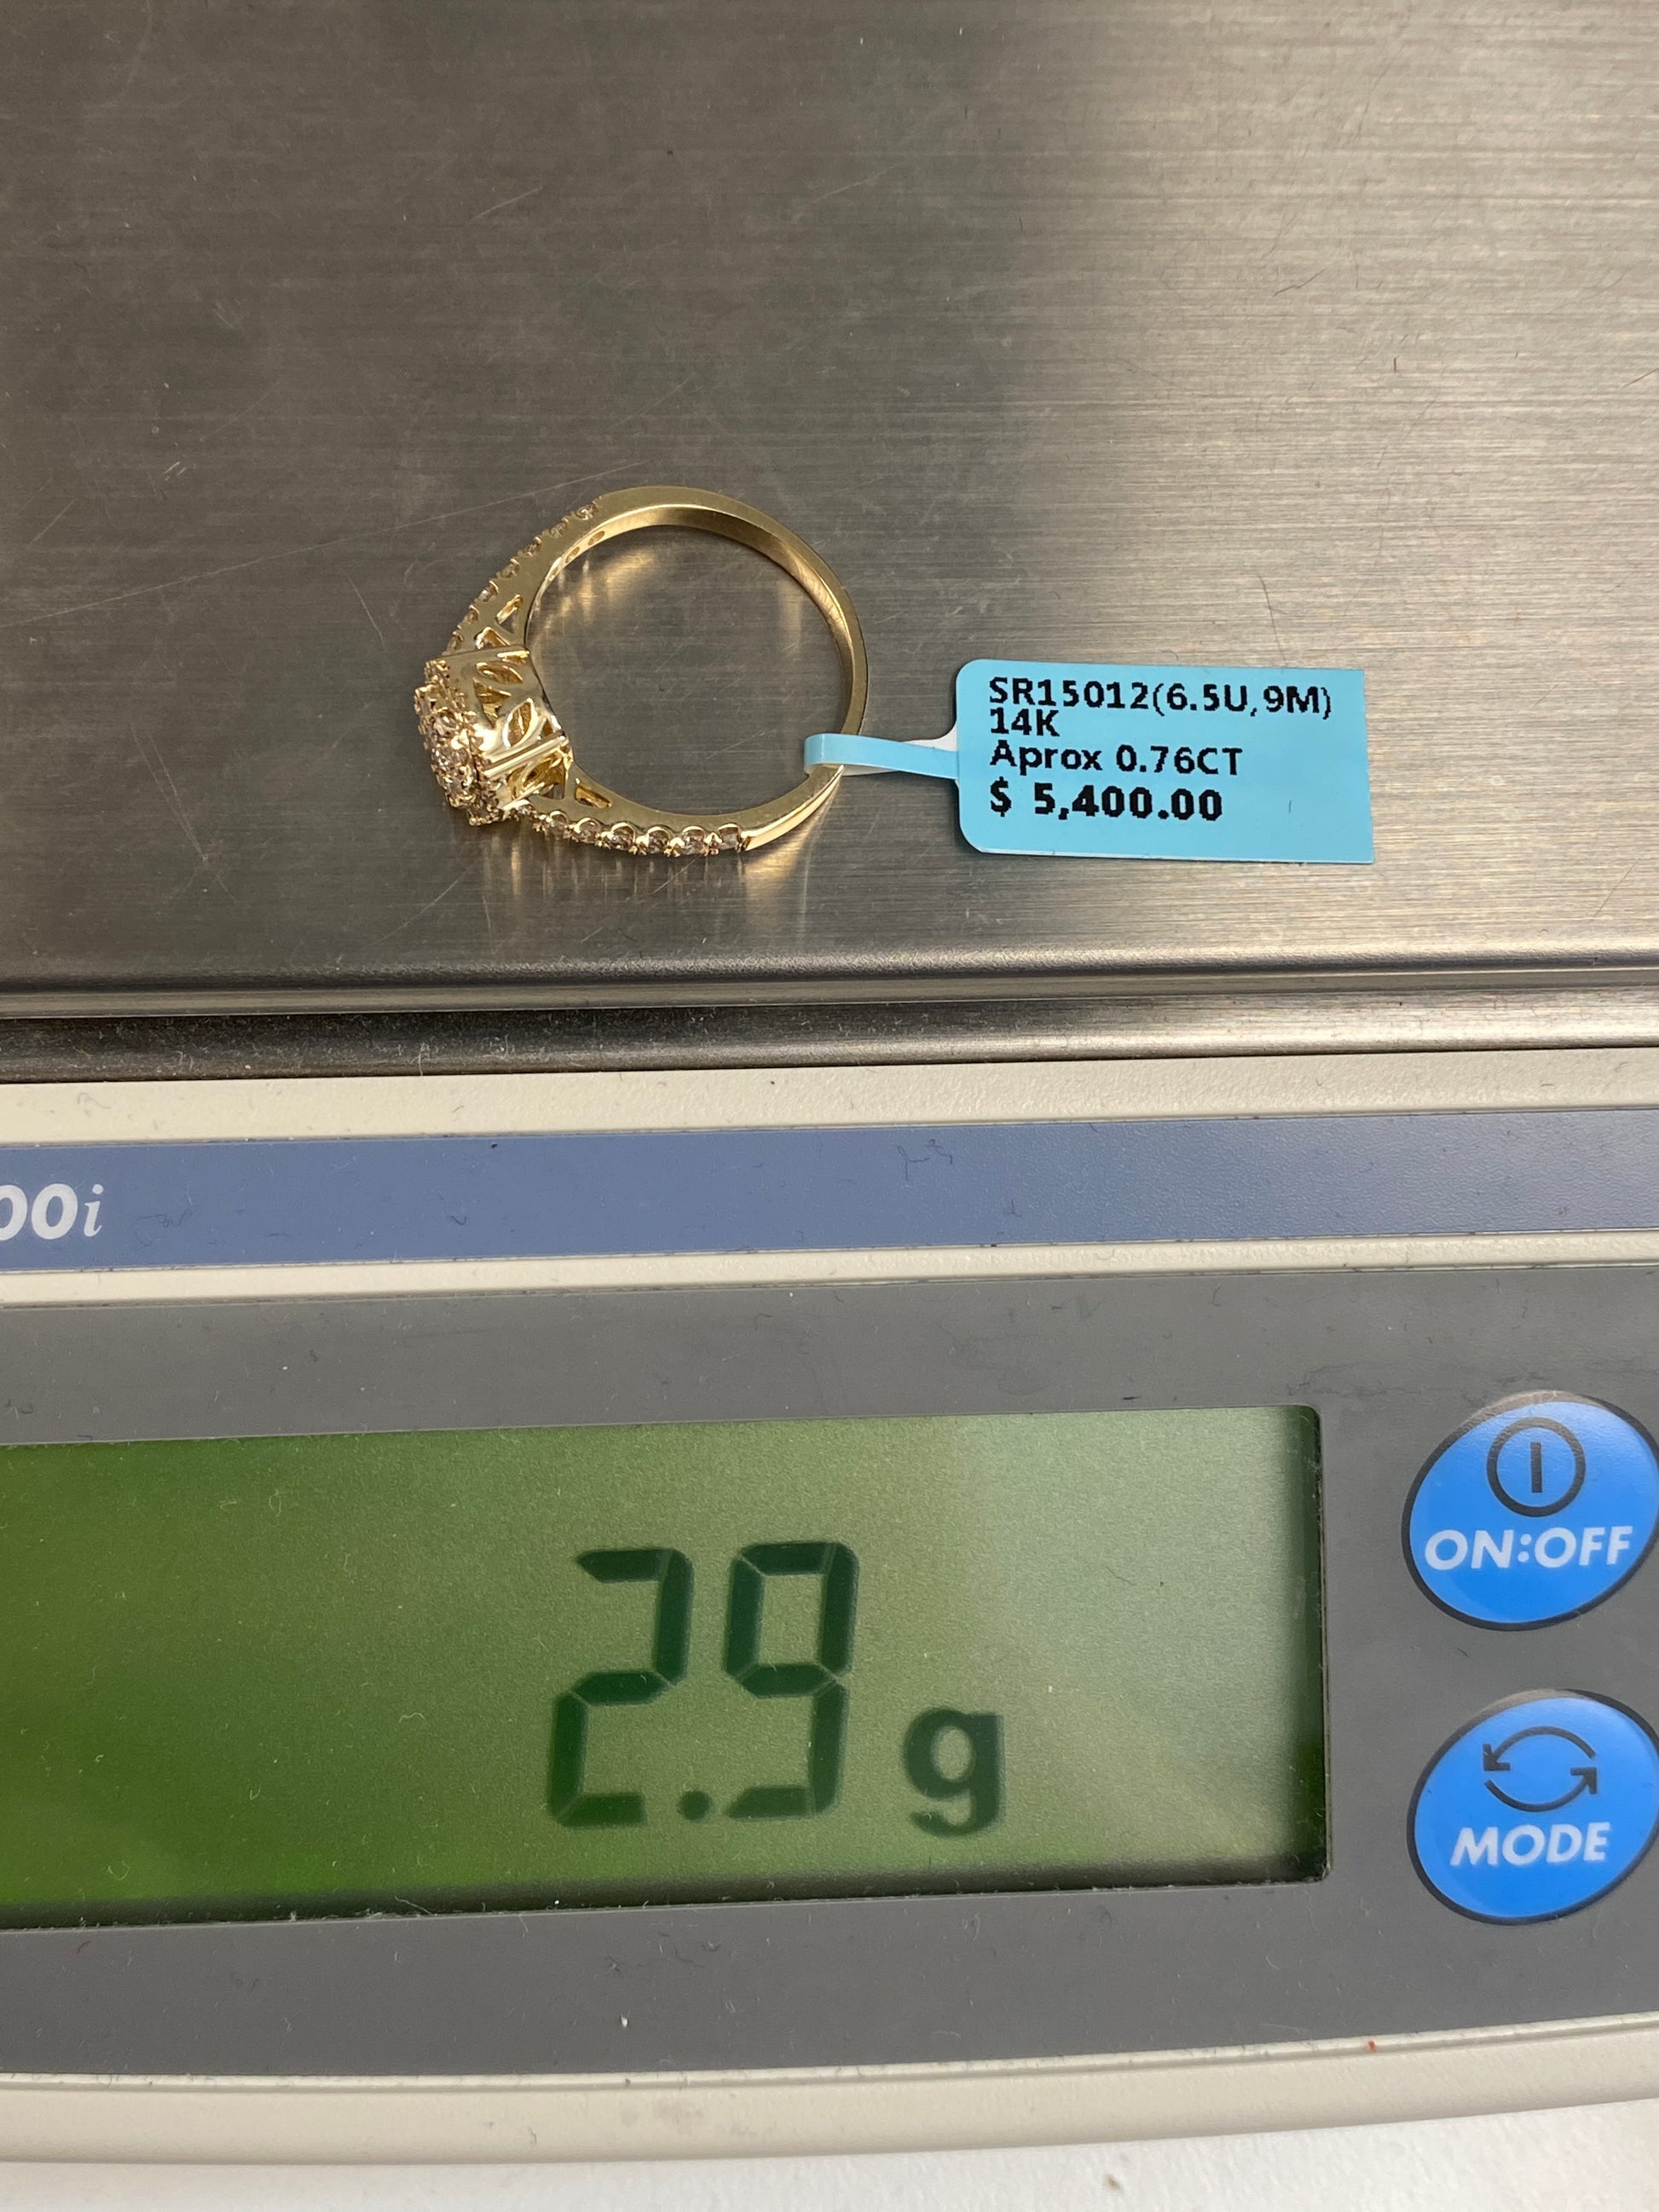 SR15012(6.5U,9M)
14K
Aprox 0.76CT
$ 5,400.00
00i
2.9 g
ON:OFF
MODE